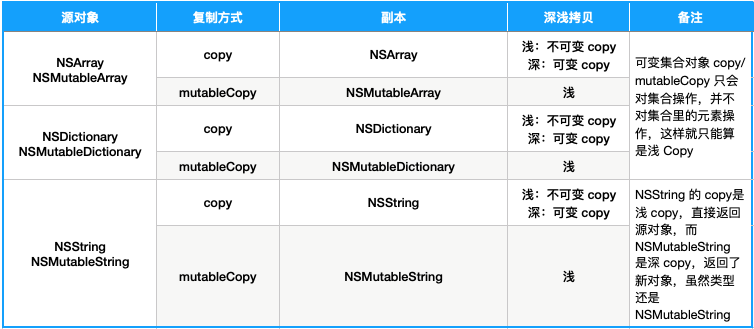 源对象 复制方式 副本 深浅拷贝 备注
NSArray
NSMutableArray
copy
NSArray
浅：不可变 copy
深：可变 copy
mutableCopy
NSMutableArray
浅
可变集合对象 copy/
mutableCopy 只会
对集合操作，并不
对集合里的元素操
作，这样就只能算
是浅 Copy
NSDictionary
NSMutableDictionary
copy
NSDictionary
浅：不可变 copy
深：可变 copy
mutableCopy
NSMutableDictionary
浅
NSString
NSMutableString
copy
NSString
浅：不可变 copy
深：可变 copy
mutableCopy
NSMutableString
浅
NSString 的 copy是
浅 copy，直接返回
源对象，而
NSMutableString
是深 copy，返回了
新对象，虽然类型
还是
NSMutableString